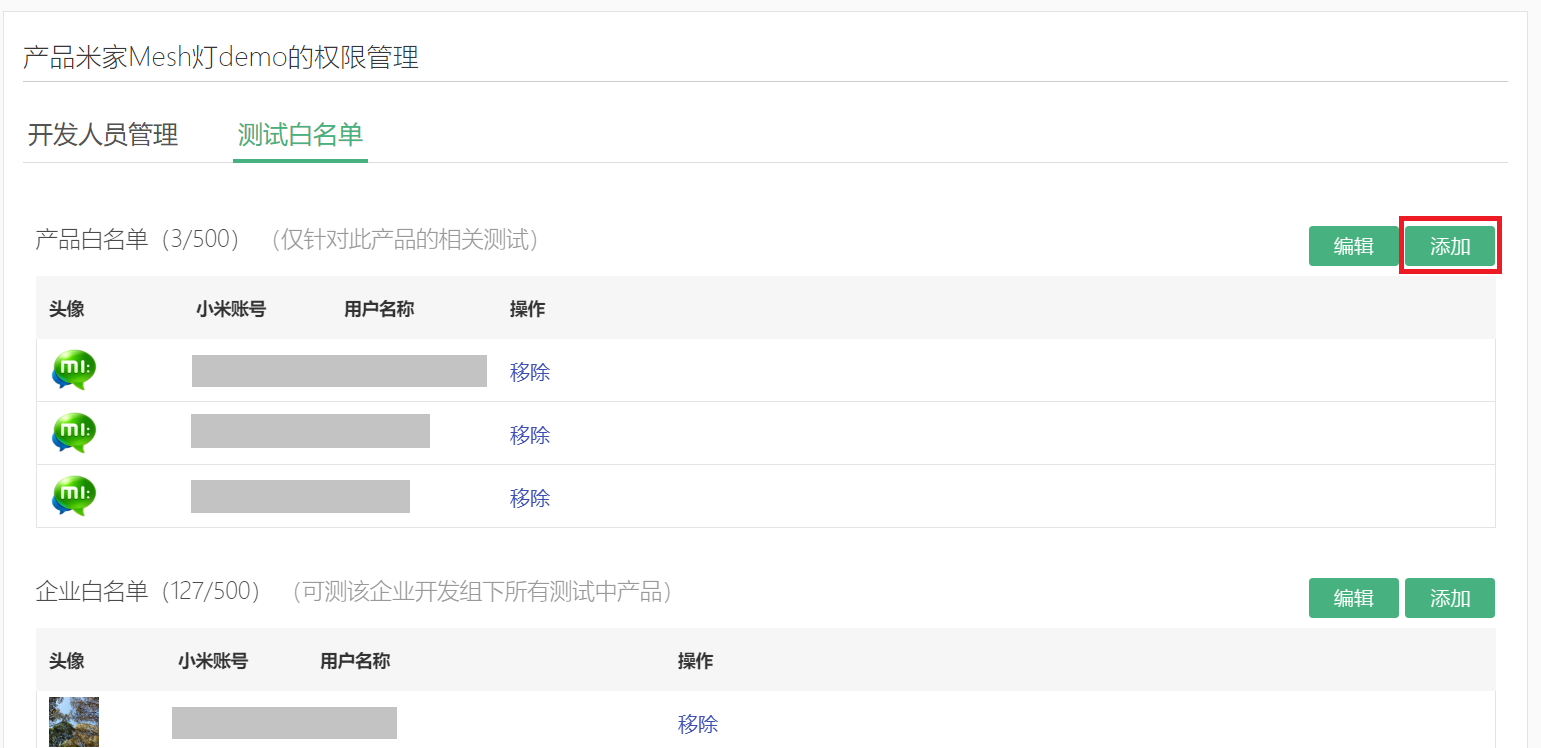 产品米家Mesh灯demo的权限管理
开发人员管理 测试白名单
产品白名单（3/500） （仅针对此产品的相关测试） 编辑 添加
头像 小米账号 用户名称 操作
mi: 移除
mi: 移除
mi: 移除
企业白名单（127/500） （可测该企业开发组下所有测试中产品） 编辑 添加
头像 小米账号 用户名称 操作
移除